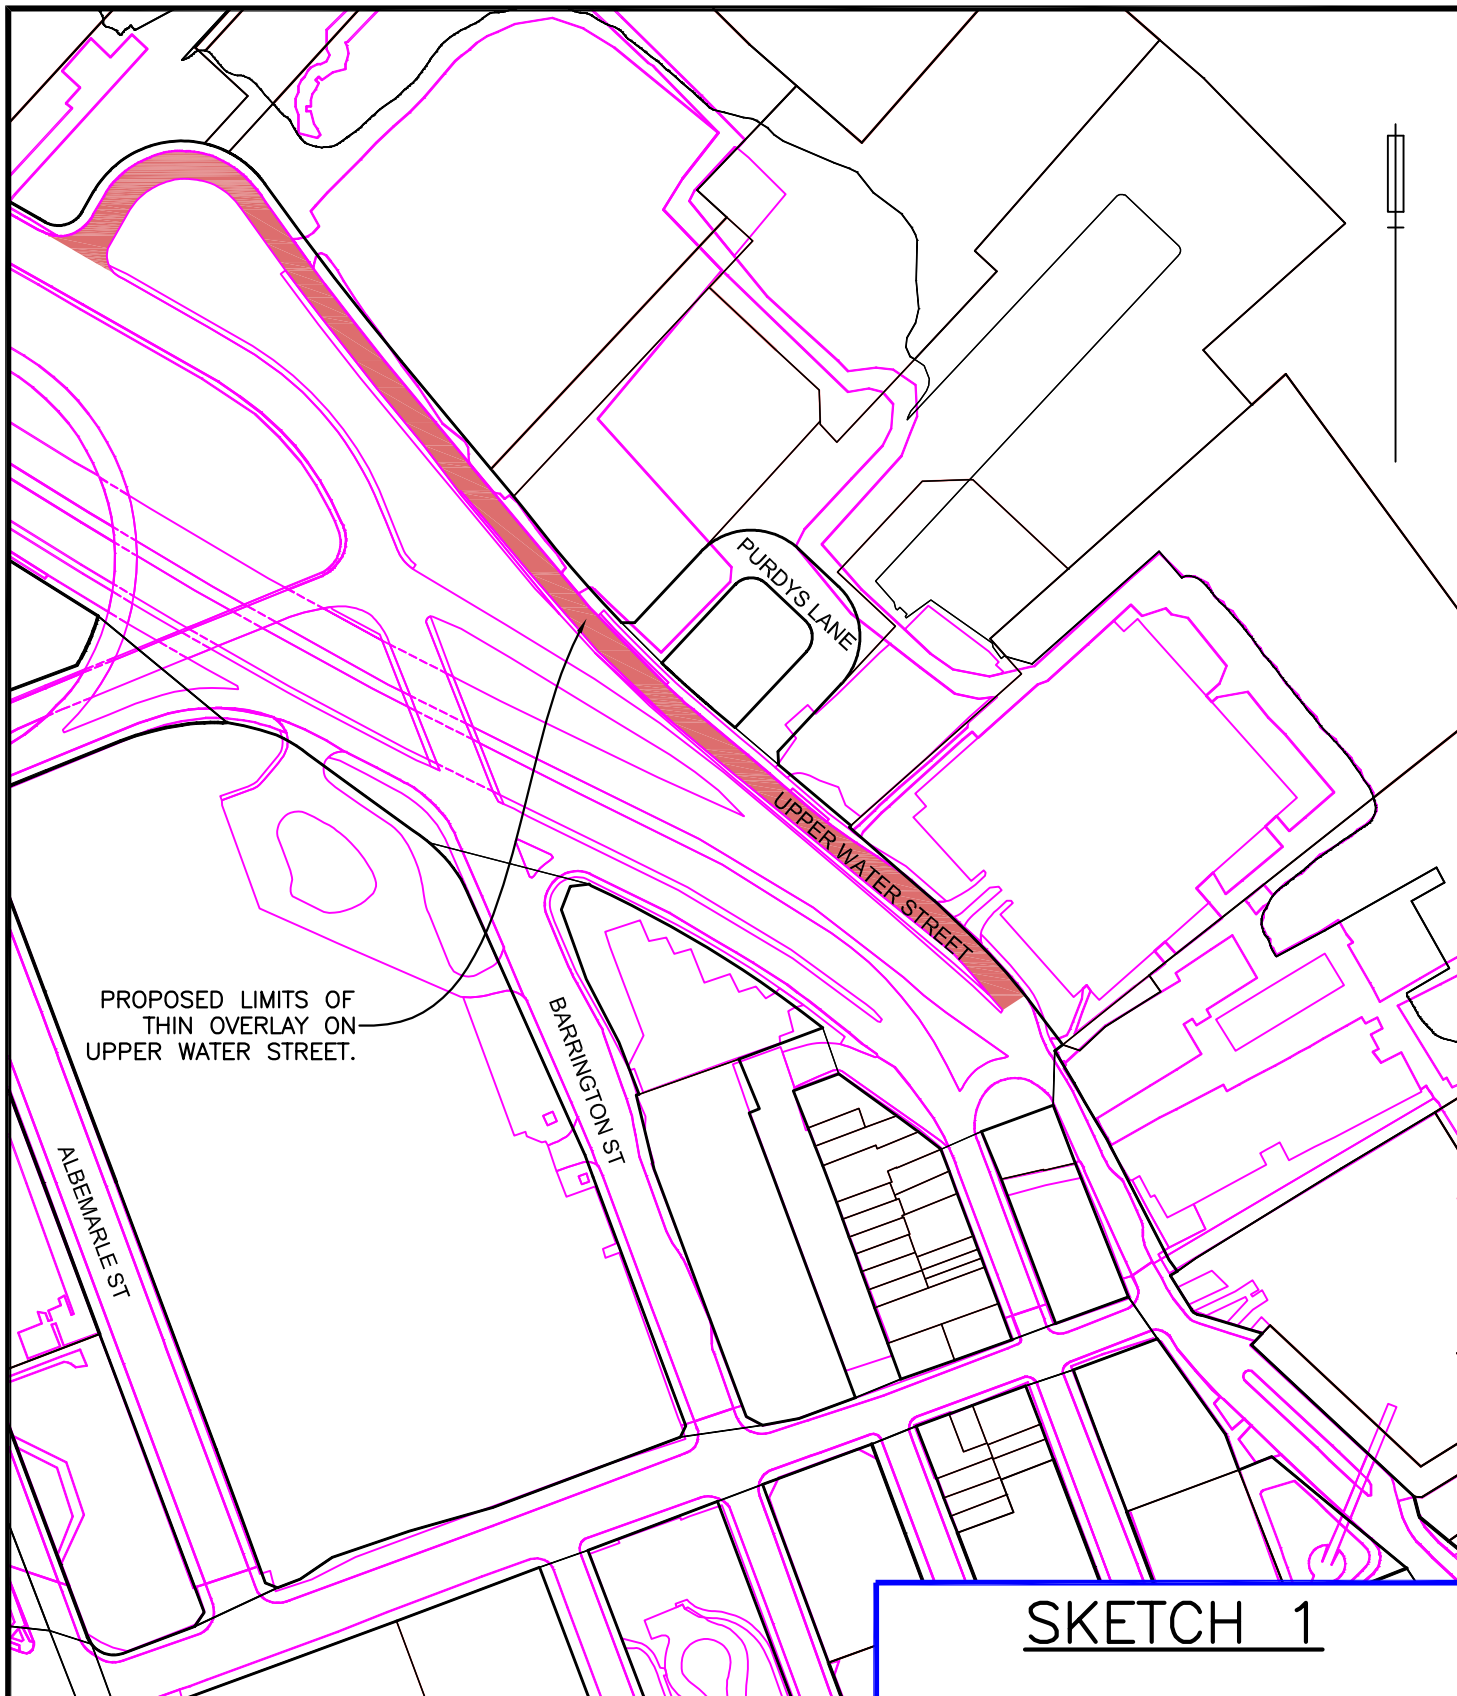 PURDYS LANE
UPPER WATER STREET
PROPOSED LIMITS OF
THIN OVERLAY ON
UPPER WATER STREET.
BARRINGTON ST
ALBEMARLE ST
SKETCH 1